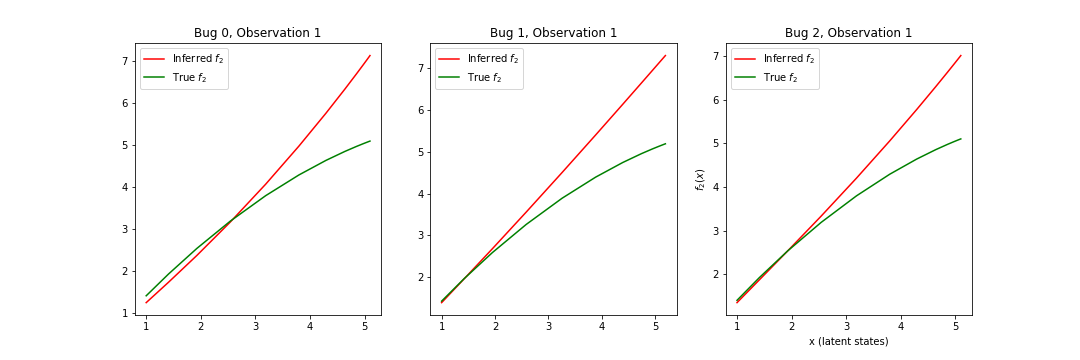 Bug 0, Observation 1
Inferred f₂
True f₂
7
6
5
4
3
2
1
1 2 3 4 5
Bug 1, Observation 1
Inferred f₂
True f₂
7
6
5
4
3
2
1 2 3 4 5
Bug 2, Observation 1
Inferred f₂
True f₂
f₂(x)
7
6
5
4
3
2
1 2 3 4 5
x (latent states)